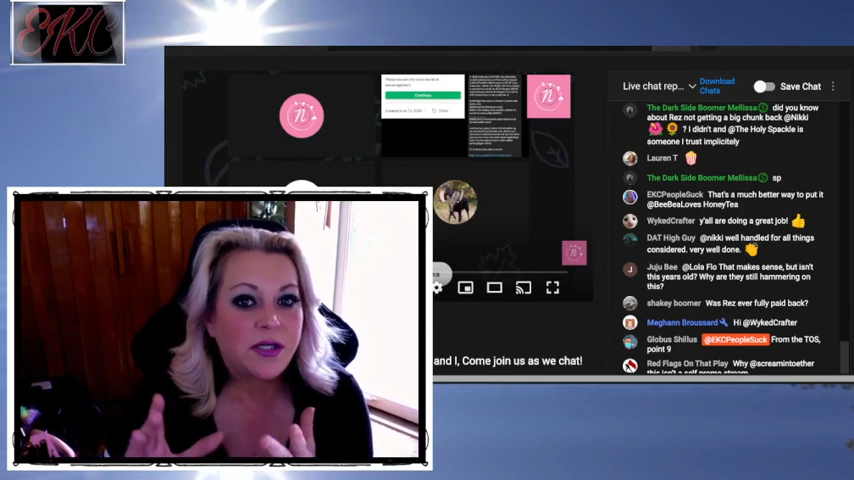 EKC
Continue
n
n
n
and I, Come join us as we chat!
Live chat rep...
Download
Chats
Save Chat
The Dark Side Boomer Mellissa did you
know about Rez not getting a big chunk back @Nikki
? I didn't and @The Holy Spackle is
someone I trust implicitely
Lauren T
The Dark Side Boomer Mellissa sp
EKCPeopleSuck That's a much better way to put it
@BeeBeaLoves HoneyTea
WykedCrafter y'all are doing a great job!
DAT High Guy @nikki well handled for all things
considered. very well done.
Juju Bee @Lola Flo That makes sense, but isn't
this years old? Why are they still hammering on
this?
shakey boomer Was Rez ever fully paid back?
Meghann Broussard Hi @WykedCrafter
Globus Shillus @EKCPeopleSuck From the TOS,
point 9
Red Flags On That Play Why @screamintoether
this isn't a self promo stream